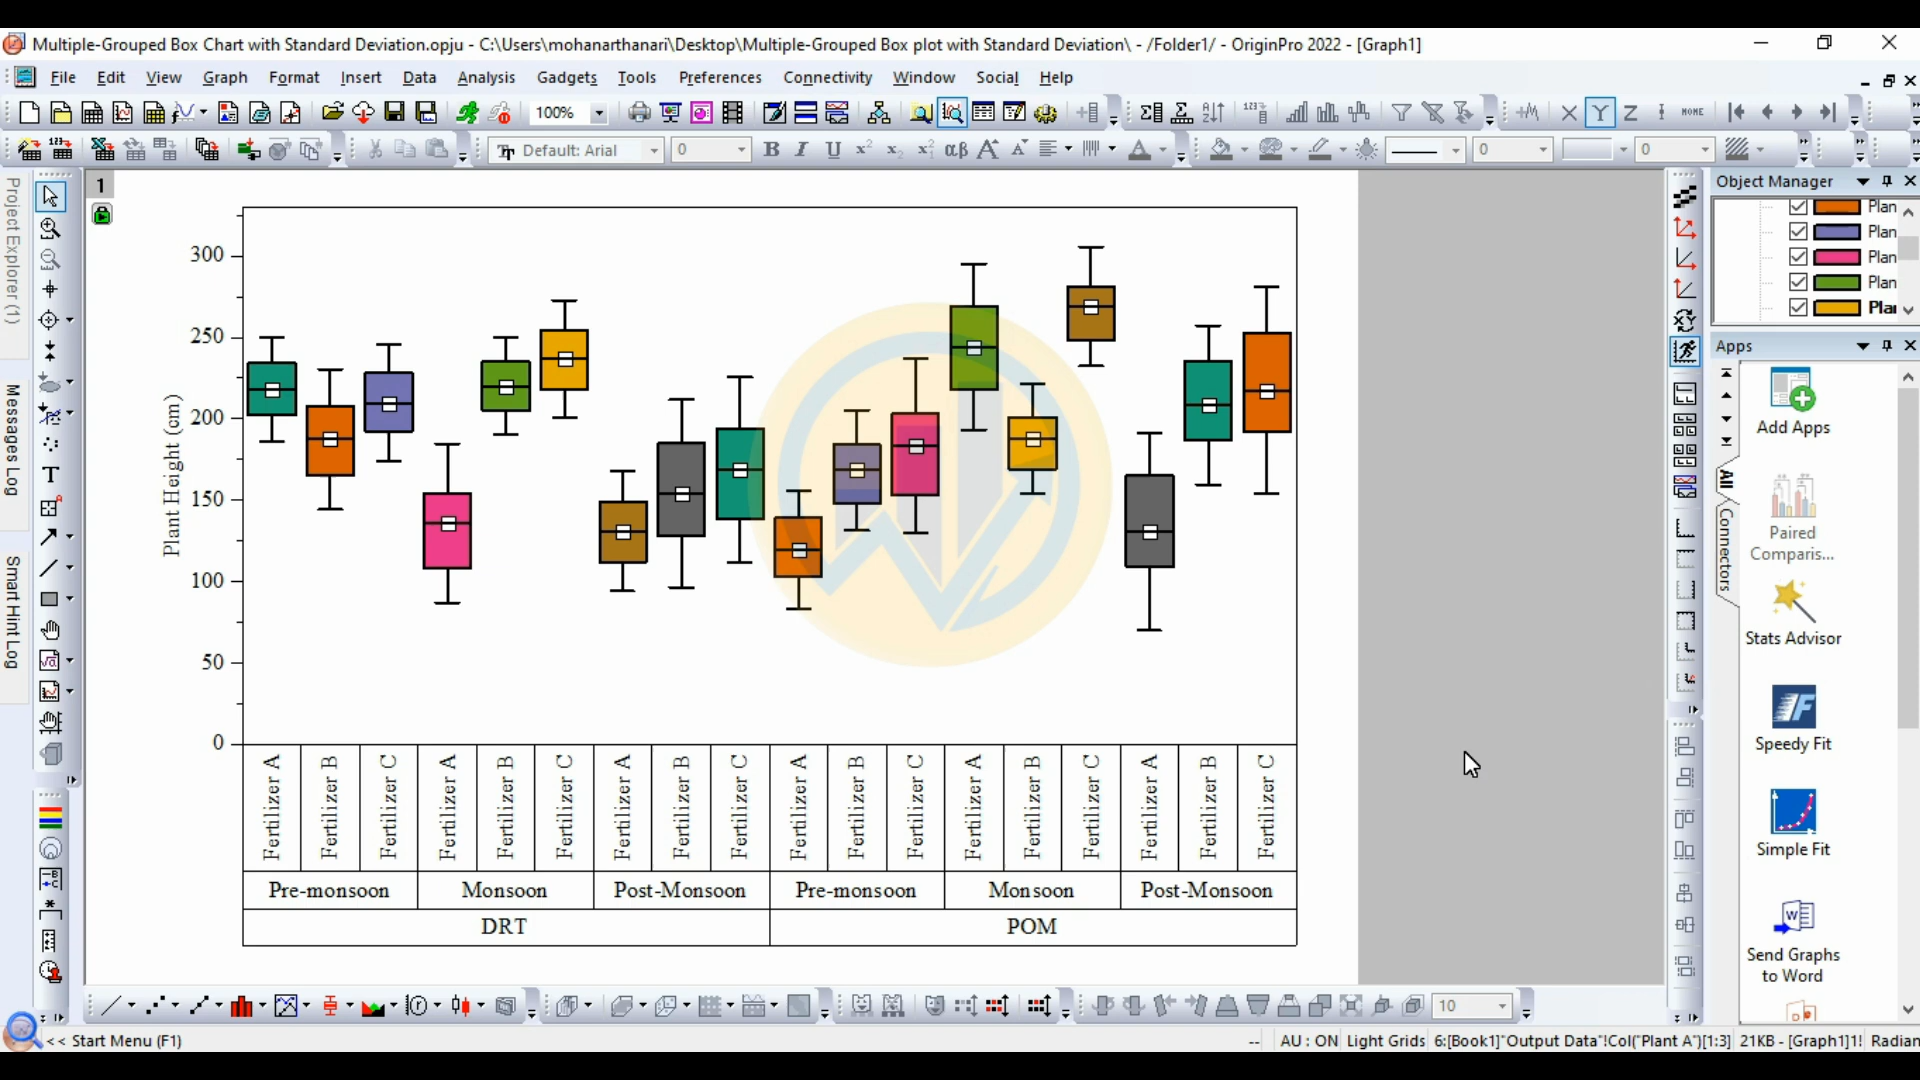 Multiple-Grouped Box Chart with Standard Deviation.opju - C:\Users\mohanarthanari\Desktop\Multiple-Grouped Box plot with Standard Deviation\ - /Folder1/ - OriginPro 2022 - [Graph1]
File Edit View Graph Format Insert Data Analysis Gadgets Tools Preferences Connectivity Window Social Help
100%
X Y Z HOME
Default: Arial 0 B I U αβ A A 0 0
Project Explorer (1)
Messages Log
Smart Hint Log
1
Plant Height (cm)
300
250
200
150
100
50
0
Fertilizer A Fertilizer B Fertilizer C Fertilizer A Fertilizer B Fertilizer C Fertilizer A Fertilizer B Fertilizer C Fertilizer A Fertilizer B Fertilizer C Fertilizer A Fertilizer B Fertilizer C Fertilizer A Fertilizer B Fertilizer C
Pre-monsoon Monsoon Post-Monsoon Pre-monsoon Monsoon Post-Monsoon
DRT POM
Object Manager
Plan
Plan
Plan
Plan
Plan
Apps
All
Connectors
Add Apps
Paired
Comparis...
Stats Advisor
Speedy Fit
Simple Fit
Send Graphs
to Word
10
<< Start Menu (F1)
-- AU : ON Light Grids 6:[Book1]"Output Data"!Col("Plant A")[1:3] 21KB - [Graph1]1! Radian